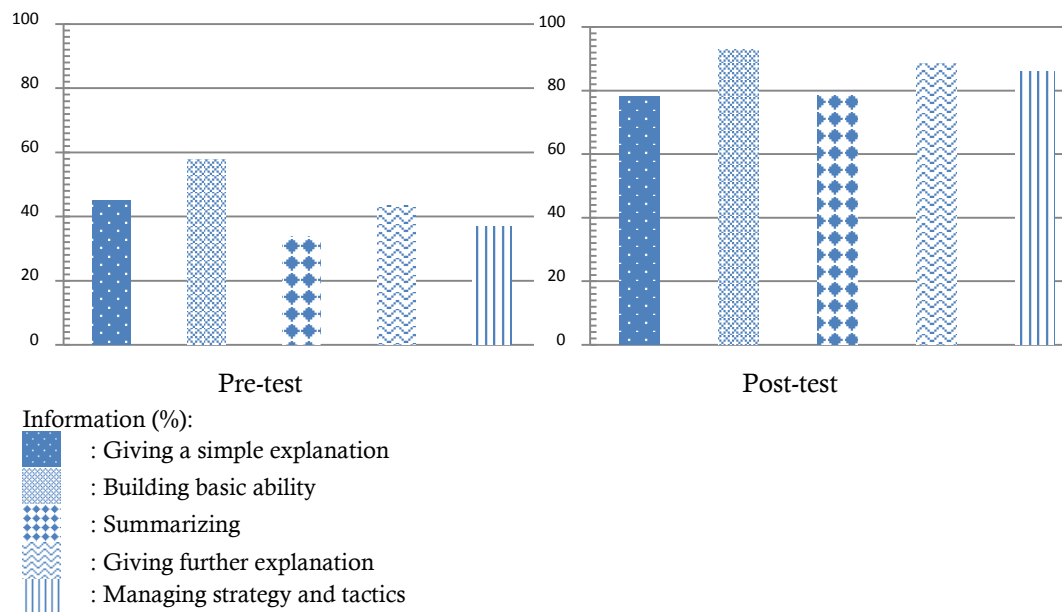 100
80
60
40
20
0
Pre-test
100
80
60
40
20
0
Post-test
Information (%):
: Giving a simple explanation
: Building basic ability
: Summarizing
: Giving further explanation
: Managing strategy and tactics